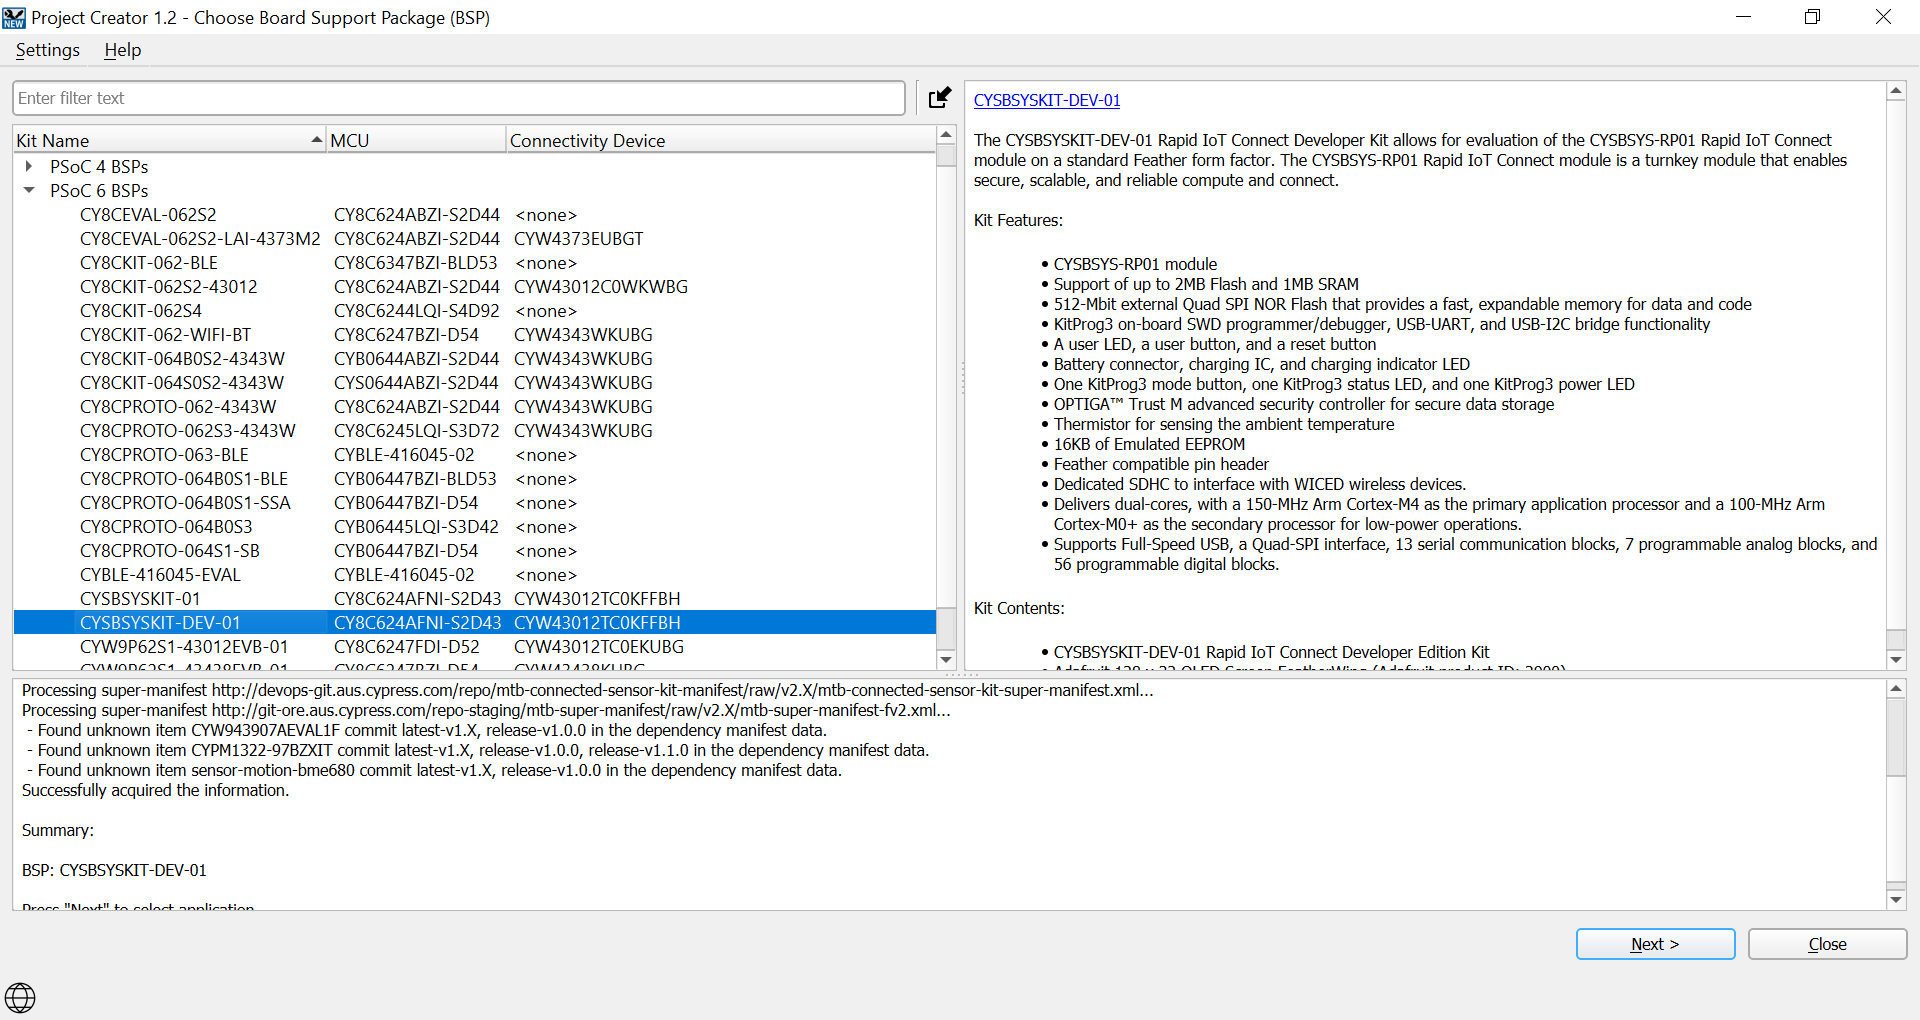 Project Creator 1.2 - Choose Board Support Package (BSP)
Settings Help
Enter filter text
Kit Name MCU Connectivity Device
PSoC 4 BSPs
PSoC 6 BSPs
CY8CEVAL-062S2 CY8C624ABZI-S2D44 <none>
CY8CEVAL-062S2-LAI-4373M2 CY8C624ABZI-S2D44 CYW4373EUBGT
CY8CKIT-062-BLE CY8C6347BZI-BLD53 <none>
CY8CKIT-062S2-43012 CY8C624ABZI-S2D44 CYW43012C0WKWBG
CY8CKIT-062S4 CY8C6244LQI-S4D92 <none>
CY8CKIT-062-WIFI-BT CY8C6247BZI-D54 CYW4343WKUBG
CY8CKIT-064B0S2-4343W CYB0644ABZI-S2D44 CYW4343WKUBG
CY8CKIT-064S0S2-4343W CYS0644ABZI-S2D44 CYW4343WKUBG
CY8CPROTO-062-4343W CY8C624ABZI-S2D44 CYW4343WKUBG
CY8CPROTO-062S3-4343W CY8C6245LQI-S3D72 CYW4343WKUBG
CY8CPROTO-063-BLE CYBLE-416045-02 <none>
CY8CPROTO-064B0S1-BLE CYB06447BZI-BLD53 <none>
CY8CPROTO-064B0S1-SSA CYB06447BZI-D54 <none>
CY8CPROTO-064B0S3 CYB06445LQI-S3D42 <none>
CY8CPROTO-064S1-SB CYB06447BZI-D54 <none>
CYBLE-416045-EVAL CYBLE-416045-02 <none>
CYSBSYSKIT-01 CY8C624AFNI-S2D43 CYW43012TC0KFFBH
CYSBSYSKIT-DEV-01 CY8C624AFNI-S2D43 CYW43012TC0KFFBH
CYW9P62S1-43012EVB-01 CY8C6247FDI-D52 CYW43012TC0EKUBG
CYW9P62S1-43438EVB-01 CY8C6247BZI-D54 CYW43438KUBG
CYSBSYSKIT-DEV-01
The CYSBSYSKIT-DEV-01 Rapid IoT Connect Developer Kit allows for evaluation of the CYSBSYS-RP01 Rapid IoT Connect
module on a standard Feather form factor. The CYSBSYS-RP01 Rapid IoT Connect module is a turnkey module that enables
secure, scalable, and reliable compute and connect.
Kit Features:
• CYSBSYS-RP01 module
• Support of up to 2MB Flash and 1MB SRAM
• 512-Mbit external Quad SPI NOR Flash that provides a fast, expandable memory for data and code
• KitProg3 on-board SWD programmer/debugger, USB-UART, and USB-I2C bridge functionality
• A user LED, a user button, and a reset button
• Battery connector, charging IC, and charging indicator LED
• One KitProg3 mode button, one KitProg3 status LED, and one KitProg3 power LED
• OPTIGA™ Trust M advanced security controller for secure data storage
• Thermistor for sensing the ambient temperature
• 16KB of Emulated EEPROM
• Feather compatible pin header
• Dedicated SDHC to interface with WICED wireless devices.
• Delivers dual-cores, with a 150-MHz Arm Cortex-M4 as the primary application processor and a 100-MHz Arm
Cortex-M0+ as the secondary processor for low-power operations.
• Supports Full-Speed USB, a Quad-SPI interface, 13 serial communication blocks, 7 programmable analog blocks, and
56 programmable digital blocks.
Kit Contents:
• CYSBSYSKIT-DEV-01 Rapid IoT Connect Developer Edition Kit
• Adafruit 128 x 32 OLED Screen FeatherWing (Adafruit product ID: 2900)
Processing super-manifest http://devops-git.aus.cypress.com/repo/mtb-connected-sensor-kit-manifest/raw/v2.X/mtb-connected-sensor-kit-super-manifest.xml...
Processing super-manifest http://git-ore.aus.cypress.com/repo-staging/mtb-super-manifest/raw/v2.X/mtb-super-manifest-fv2.xml...
- Found unknown item CYW943907AEVAL1F commit latest-v1.X, release-v1.0.0 in the dependency manifest data.
- Found unknown item CYPM1322-97BZXIT commit latest-v1.X, release-v1.0.0, release-v1.1.0 in the dependency manifest data.
- Found unknown item sensor-motion-bme680 commit latest-v1.X, release-v1.0.0 in the dependency manifest data.
Successfully acquired the information.
Summary:
BSP: CYSBSYSKIT-DEV-01
Press "Next" to select application
Next > Close